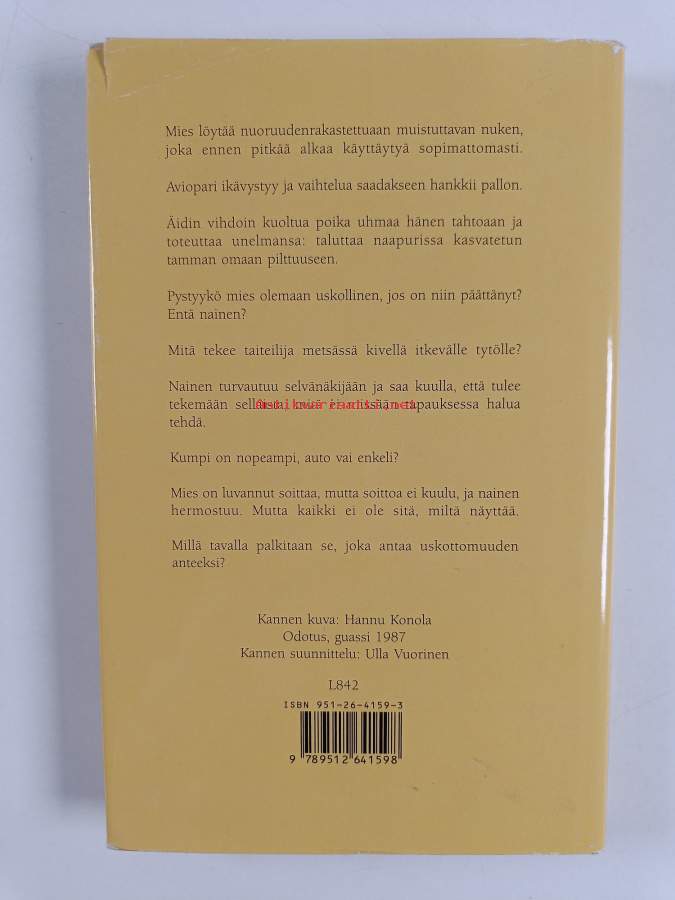 Mies löytää nuoruudenrakastettuaan muistuttavan nuken,
joka ennen pitkää alkaa käyttäytyä sopimattomasti.
Aviopari ikävystyy ja vaihtelua saadakseen hankkii pallon.
Äidin vihdoin kuoltua poika uhmaa hänen tahtoaan ja
toteuttaa unelmansa: taluttaa naapurissa kasvatetun
tamman omaan pilttuuseen.
Pystyykö mies olemaan uskollinen, jos on niin päättänyt?
Entä nainen?
Mitä tekee taiteilija metsässä kivellä itkevälle tytölle?
Nainen turvautuu selvänäkijään ja saa kuulla, että tulee
tekemään sellaista, mitä ei missään tapauksessa halua
Antikvariaatti.net
tehdä.
Kumpi on nopeampi, auto vai enkeli?
Mies on luvannut soittaa, mutta soittoa ei kuulu, ja nainen
hermostuu. Mutta kaikki ei ole sitä, miltä näyttää.
Millä tavalla palkitaan se, joka antaa uskottomuuden
anteeksi?
Kannen kuva: Hannu Konola
Odotus, guassi 1987
Kannen suunnittelu: Ulla Vuorinen
L842
ISBN 951-26-4159-3
9 789512 641598